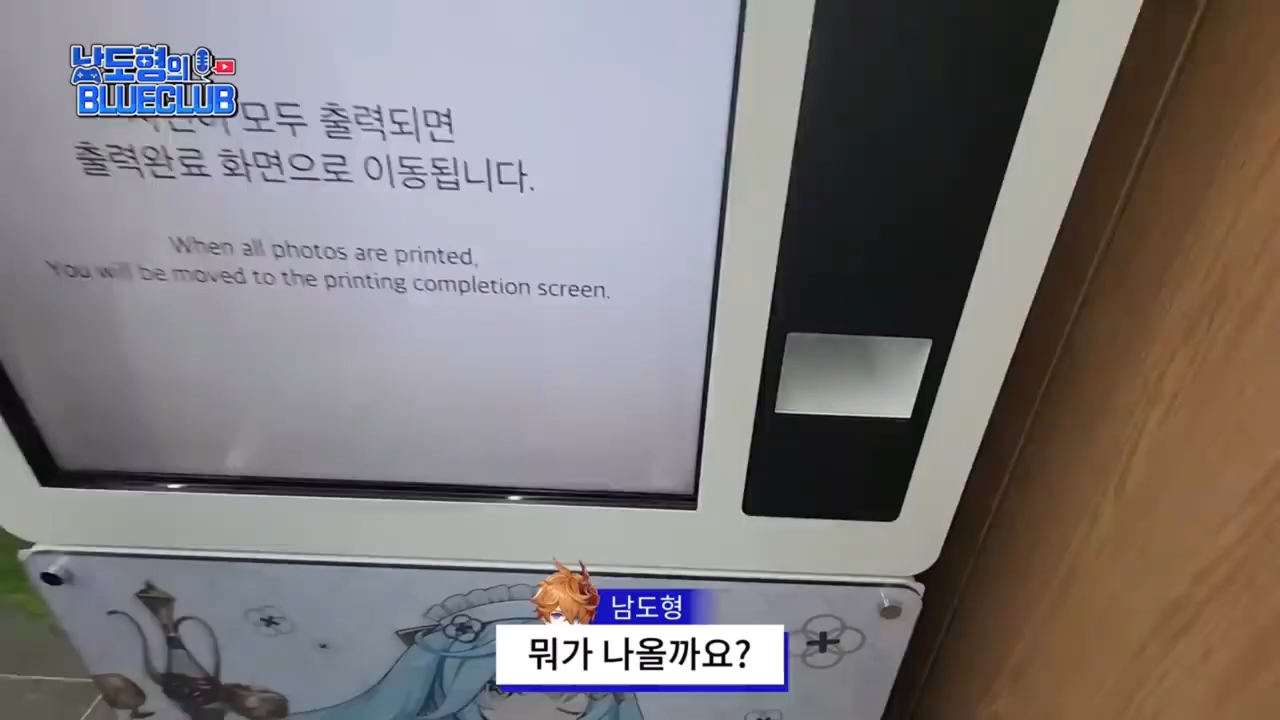 남도형의
BLUECLUB
모두 출력되면
출력완료 화면으로 이동됩니다.
When all photos are printed,
You will be moved to the printing completion screen.
남도형
뭐가 나올까요?